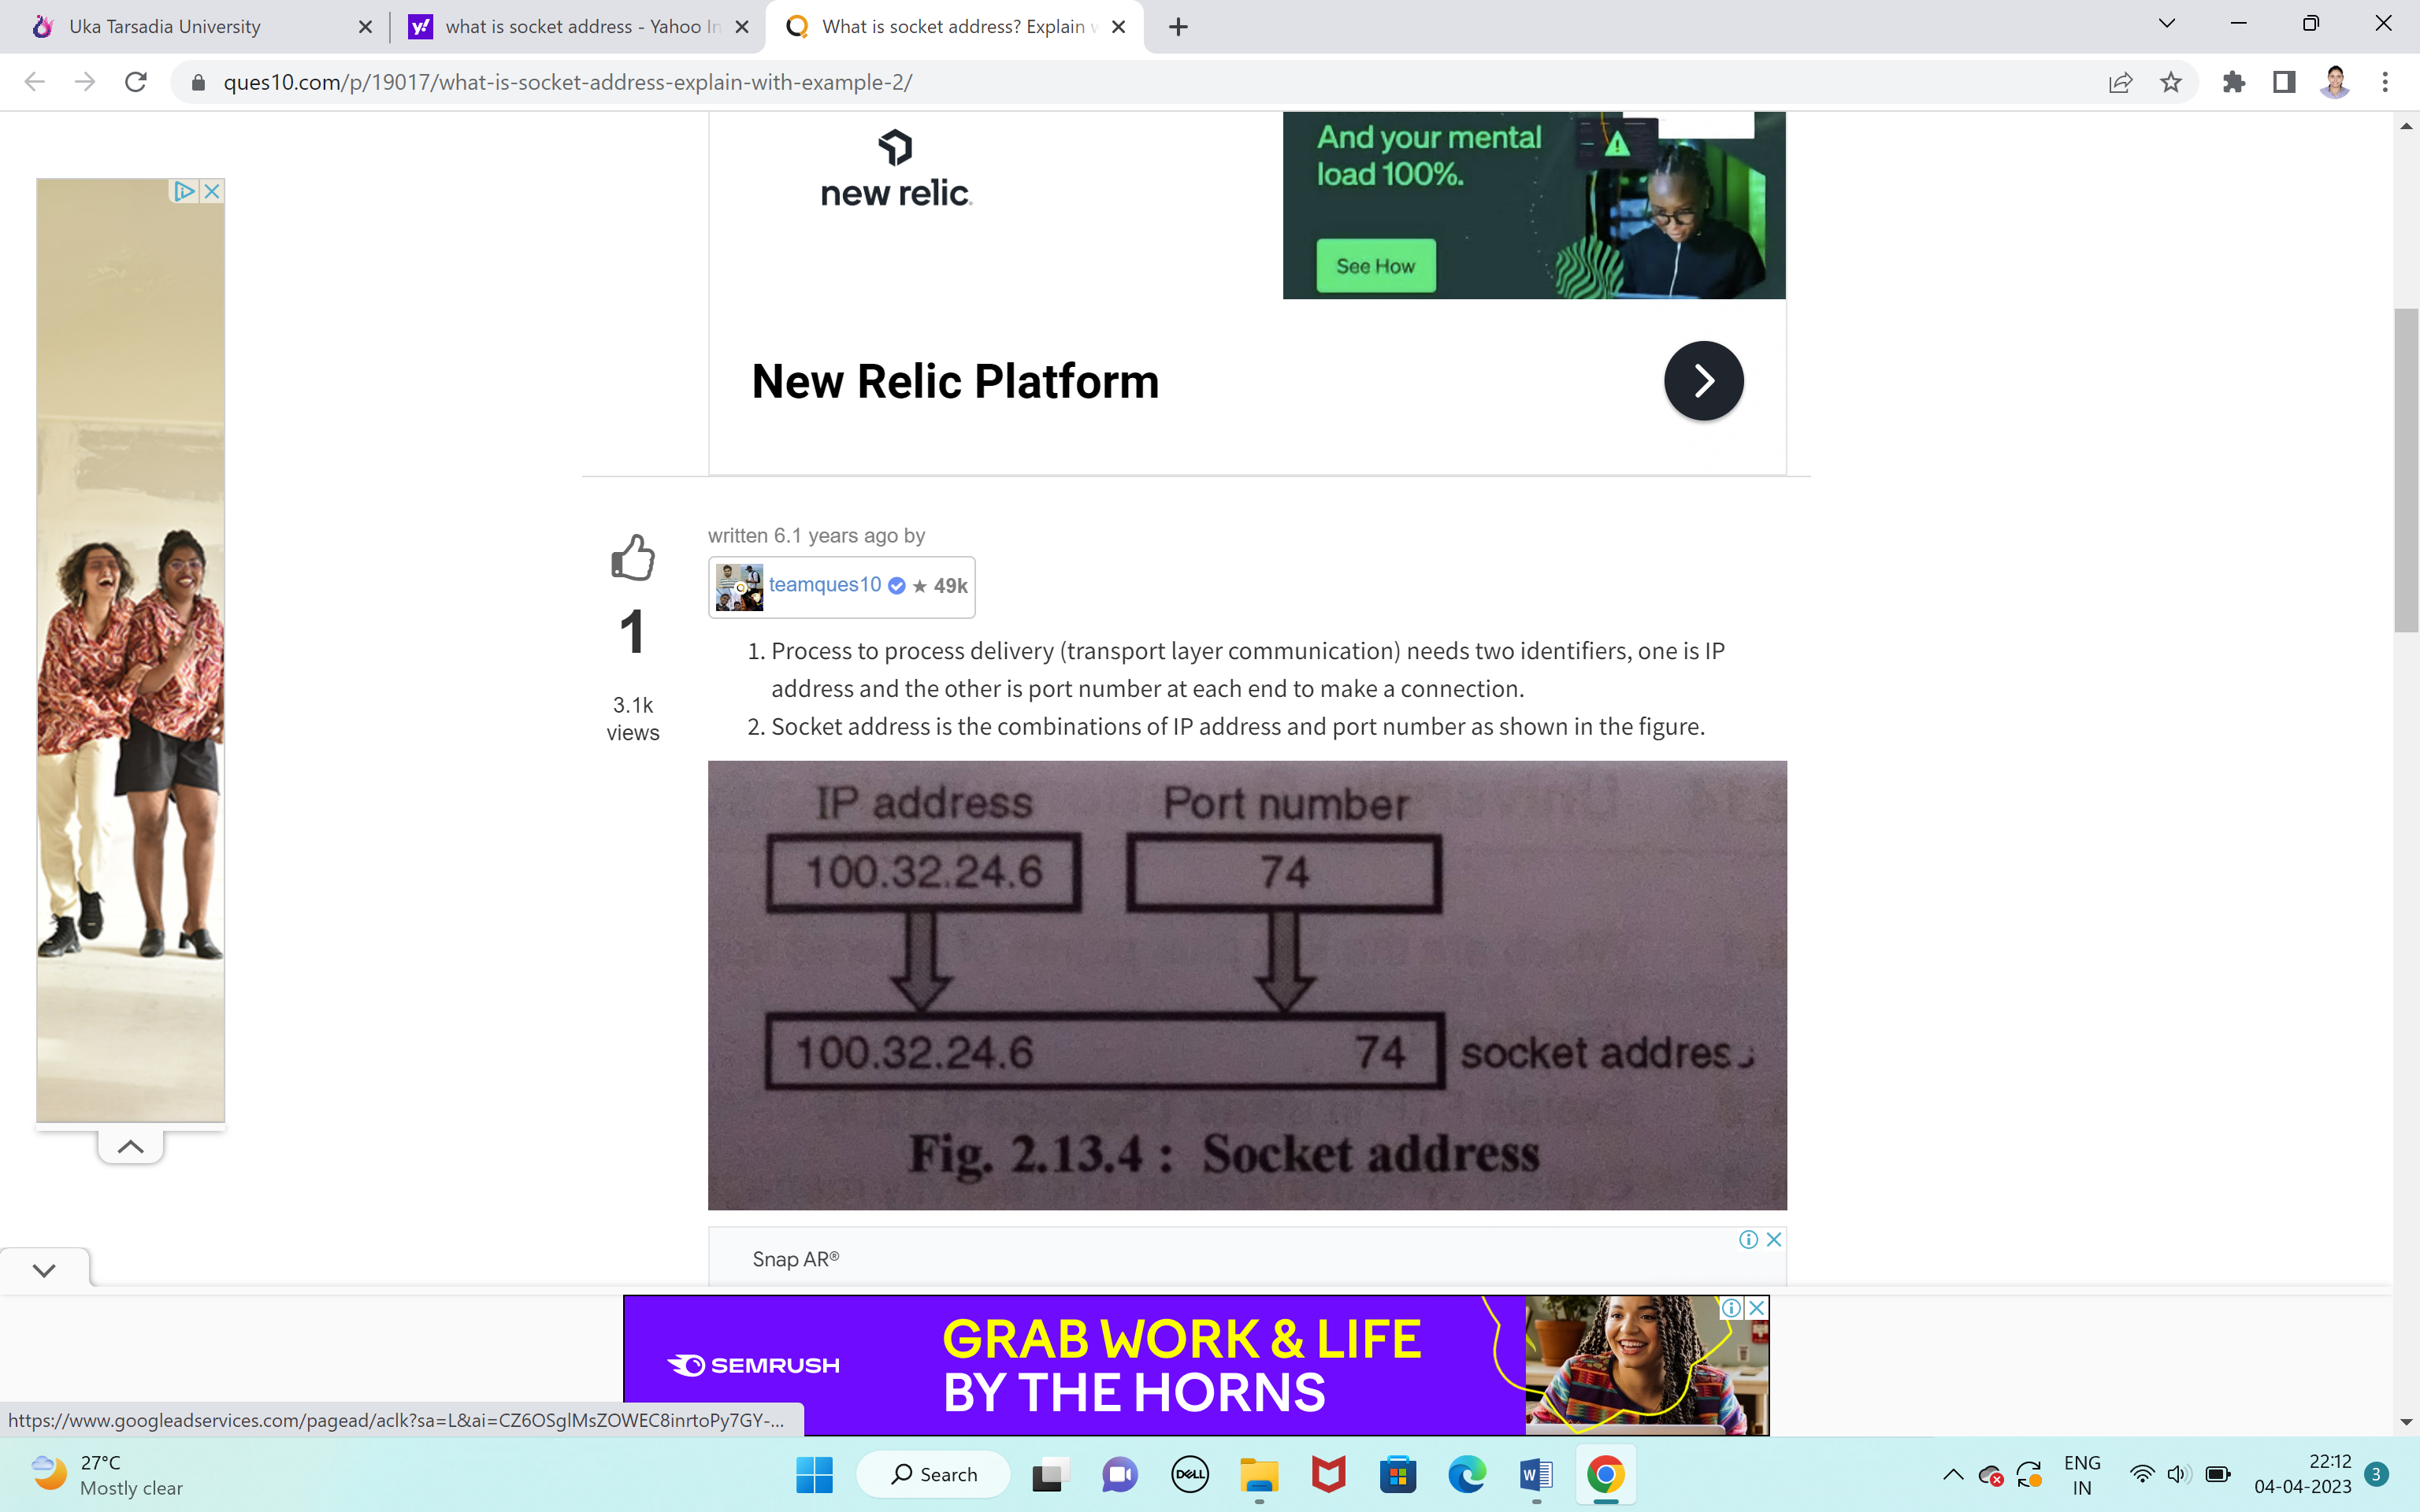 Uka Tarsadia University
what is socket address - Yahoo In
What is socket address? Explain w
ques10.com/p/19017/what-is-socket-address-explain-with-example-2/
new relic
And your mental
load 100%.
See How
New Relic Platform
written 6.1 years ago by
teamques10 ★ 49k
1
3.1k
views
1. Process to process delivery (transport layer communication) needs two identifiers, one is IP
address and the other is port number at each end to make a connection.
2. Socket address is the combinations of IP address and port number as shown in the figure.
IP address Port number
100.32.24.6 74
100.32.24.6 74 socket address
Fig. 2.13.4 : Socket address
Snap AR®
SEMRUSH
GRAB WORK & LIFE
BY THE HORNS
https://www.googleadservices.com/pagead/aclk?sa=L&ai=CZ6OSglMsZOWEC8inrtoPy7GY-...
27°C
Mostly clear
Search
DELL
W
ENG
IN
22:12
04-04-2023
3